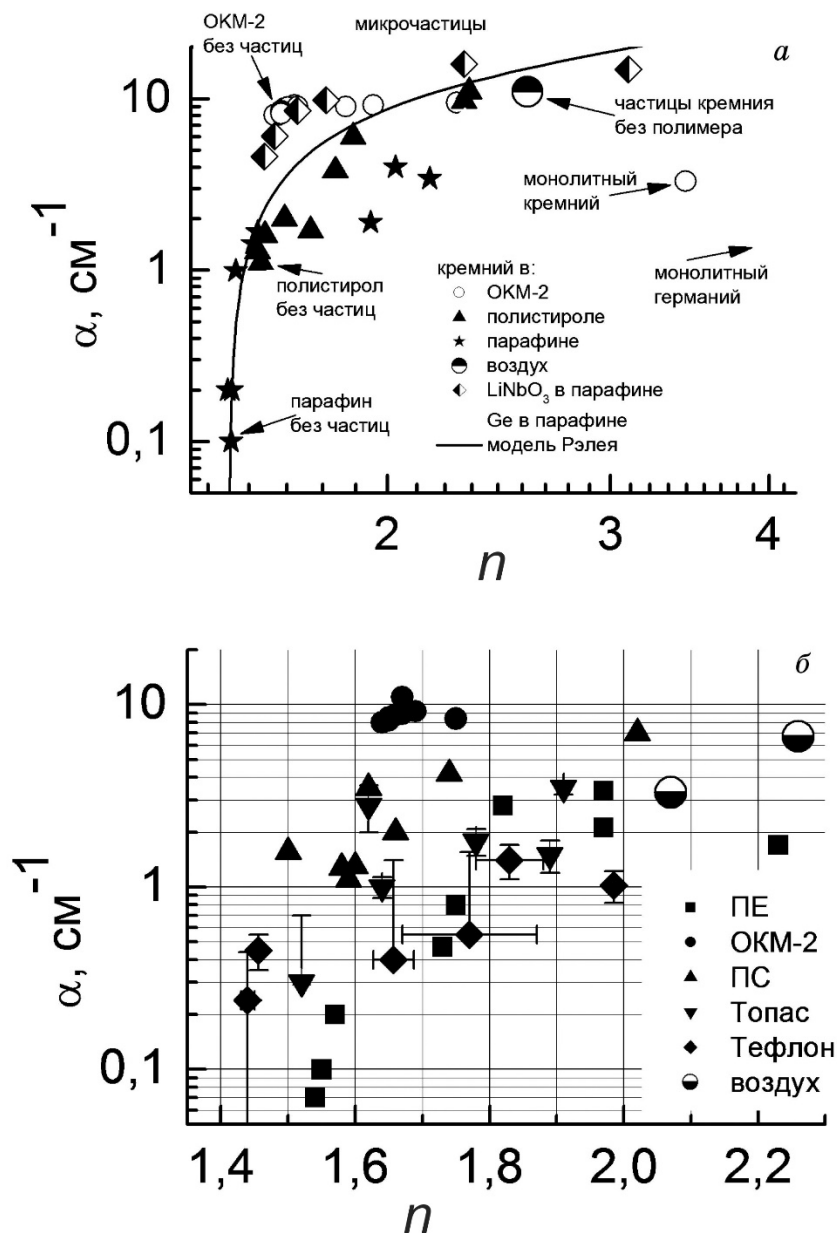 ОКМ-2
без частиц
микрочастицы
а
10
частицы кремния
без полимера
монолитный
кремний
α, см⁻¹
1
полистирол
без частиц
монолитный
германий
кремний в:
ОКМ-2
полистироле
парафине
воздух
LiNbO₃ в парафине
Ge в парафине
модель Рэлея
парафин
без частиц
0,1
2
3
4
n
б
10
α, см⁻¹
1
0,1
ПЕ
ОКМ-2
ПС
Топас
Тефлон
воздух
1,4
1,6
1,8
2,0
2,2
n